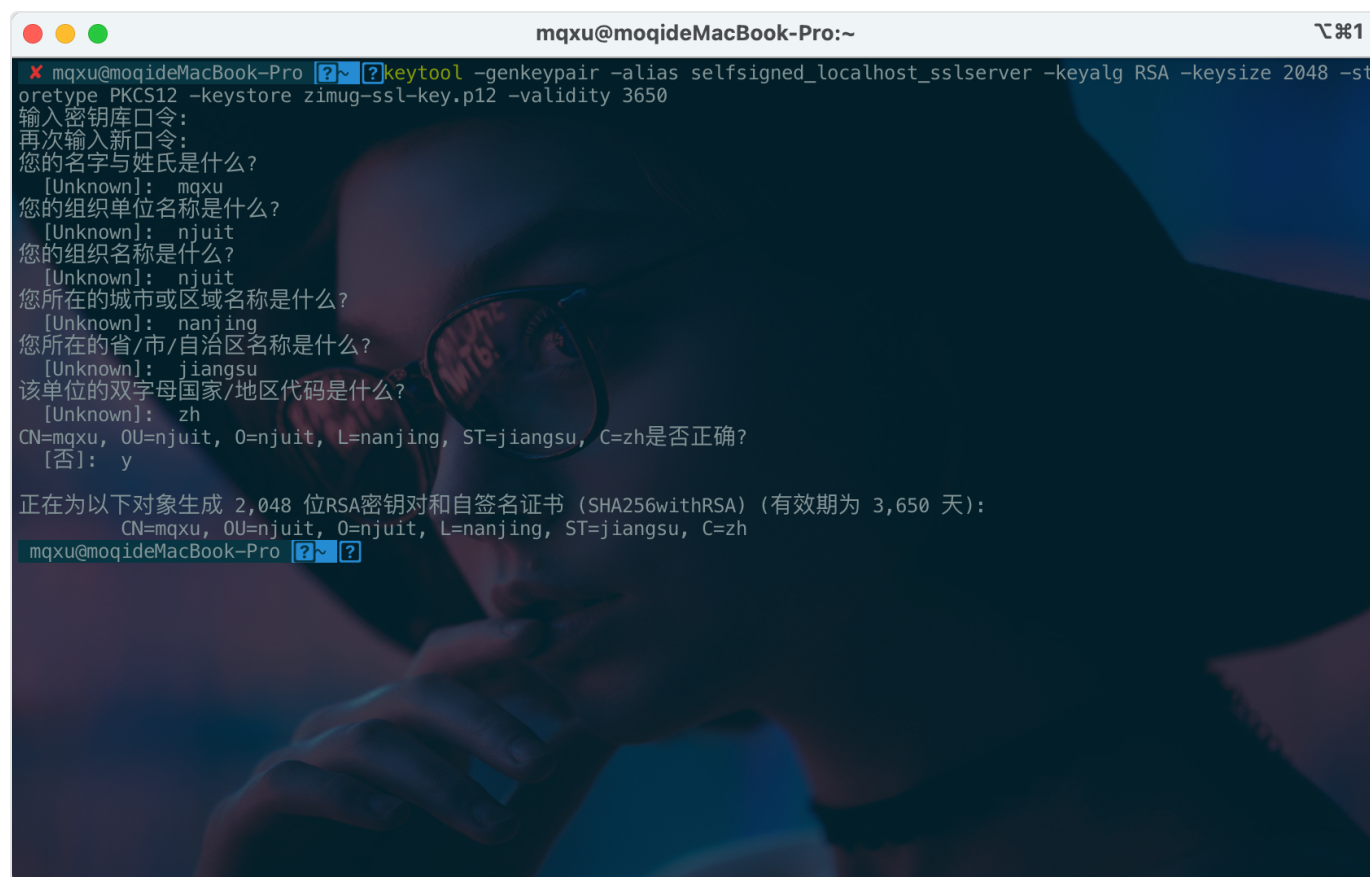 mqxu@moqideMacBook-Pro:~
⌥⌘1
✘ mqxu@moqideMacBook-Pro ?~ ?keytool -genkeypair -alias selfsigned_localhost_sslserver -keyalg RSA -keysize 2048 -st
oretype PKCS12 -keystore zimug-ssl-key.p12 -validity 3650
输入密钥库口令:
再次输入新口令:
您的名字与姓氏是什么?
[Unknown]: mqxu
您的组织单位名称是什么?
[Unknown]: njuit
您的组织名称是什么?
[Unknown]: njuit
您所在的城市或区域名称是什么?
[Unknown]: nanjing
您所在的省/市/自治区名称是什么?
[Unknown]: jiangsu
该单位的双字母国家/地区代码是什么?
[Unknown]: zh
CN=mqxu, OU=njuit, O=njuit, L=nanjing, ST=jiangsu, C=zh是否正确?
[否]: y
正在为以下对象生成 2,048 位RSA密钥对和自签名证书 (SHA256withRSA) (有效期为 3,650 天):
CN=mqxu, OU=njuit, O=njuit, L=nanjing, ST=jiangsu, C=zh
mqxu@moqideMacBook-Pro ?~ ?